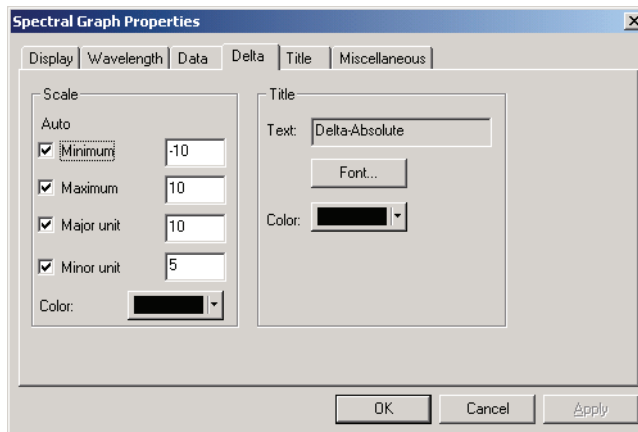 Spectral Graph Properties
Display Wavelength Data Delta Title Miscellaneous
Scale
Auto
Minimum -10
Maximum 10
Major unit 10
Minor unit 5
Color:
Title
Text: Delta-Absolute
Font...
Color:
OK Cancel Apply